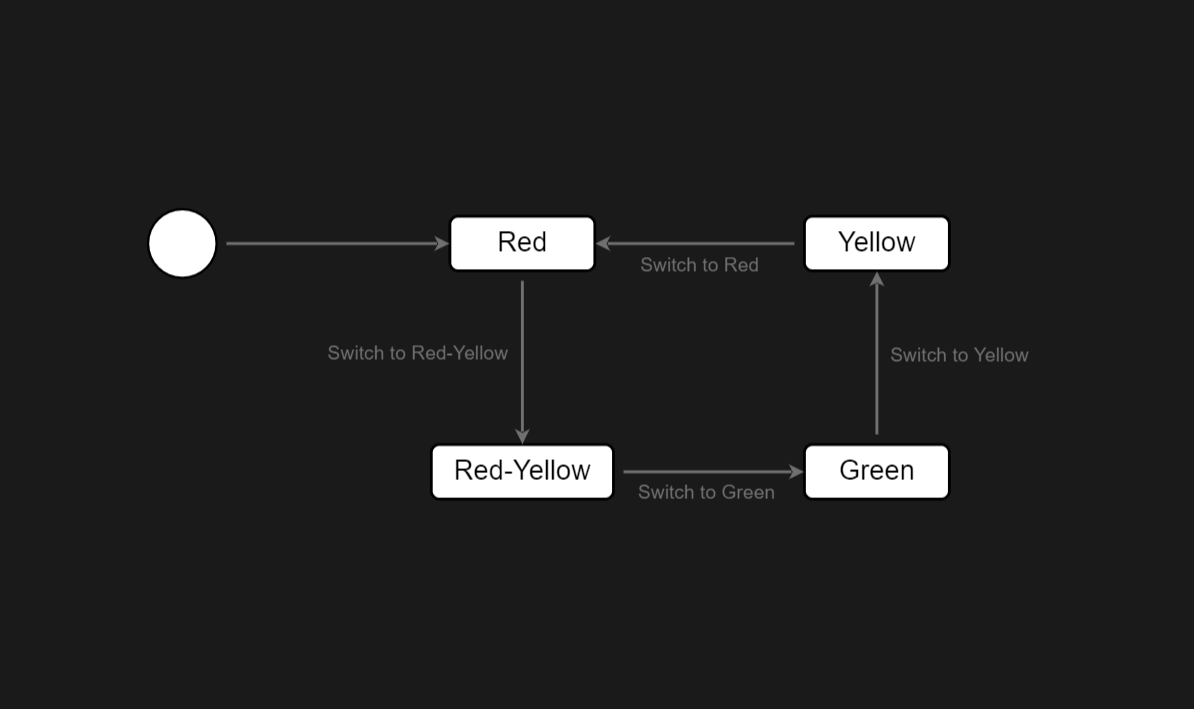 Red
Yellow
Switch to Red
Switch to Red-Yellow
Switch to Yellow
Red-Yellow
Green
Switch to Green